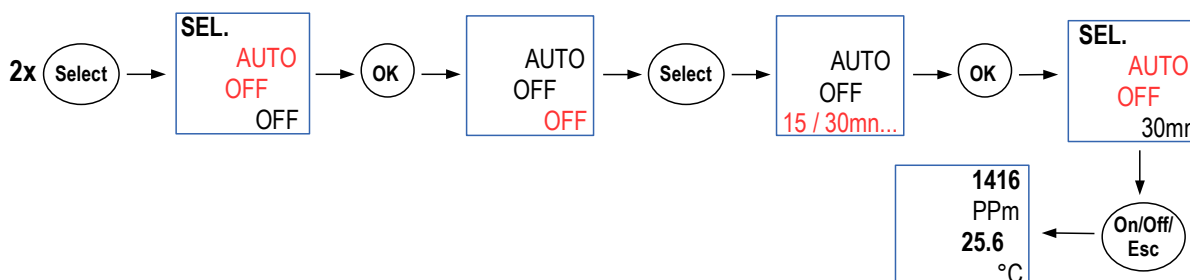 2x
Select
SEL.
AUTO
OFF
OFF
OK
AUTO
OFF
OFF
Select
AUTO
OFF
15 / 30mn...
OK
SEL.
AUTO
OFF
30mn
On/Off/
Esc
1416
PPm
25.6
°C